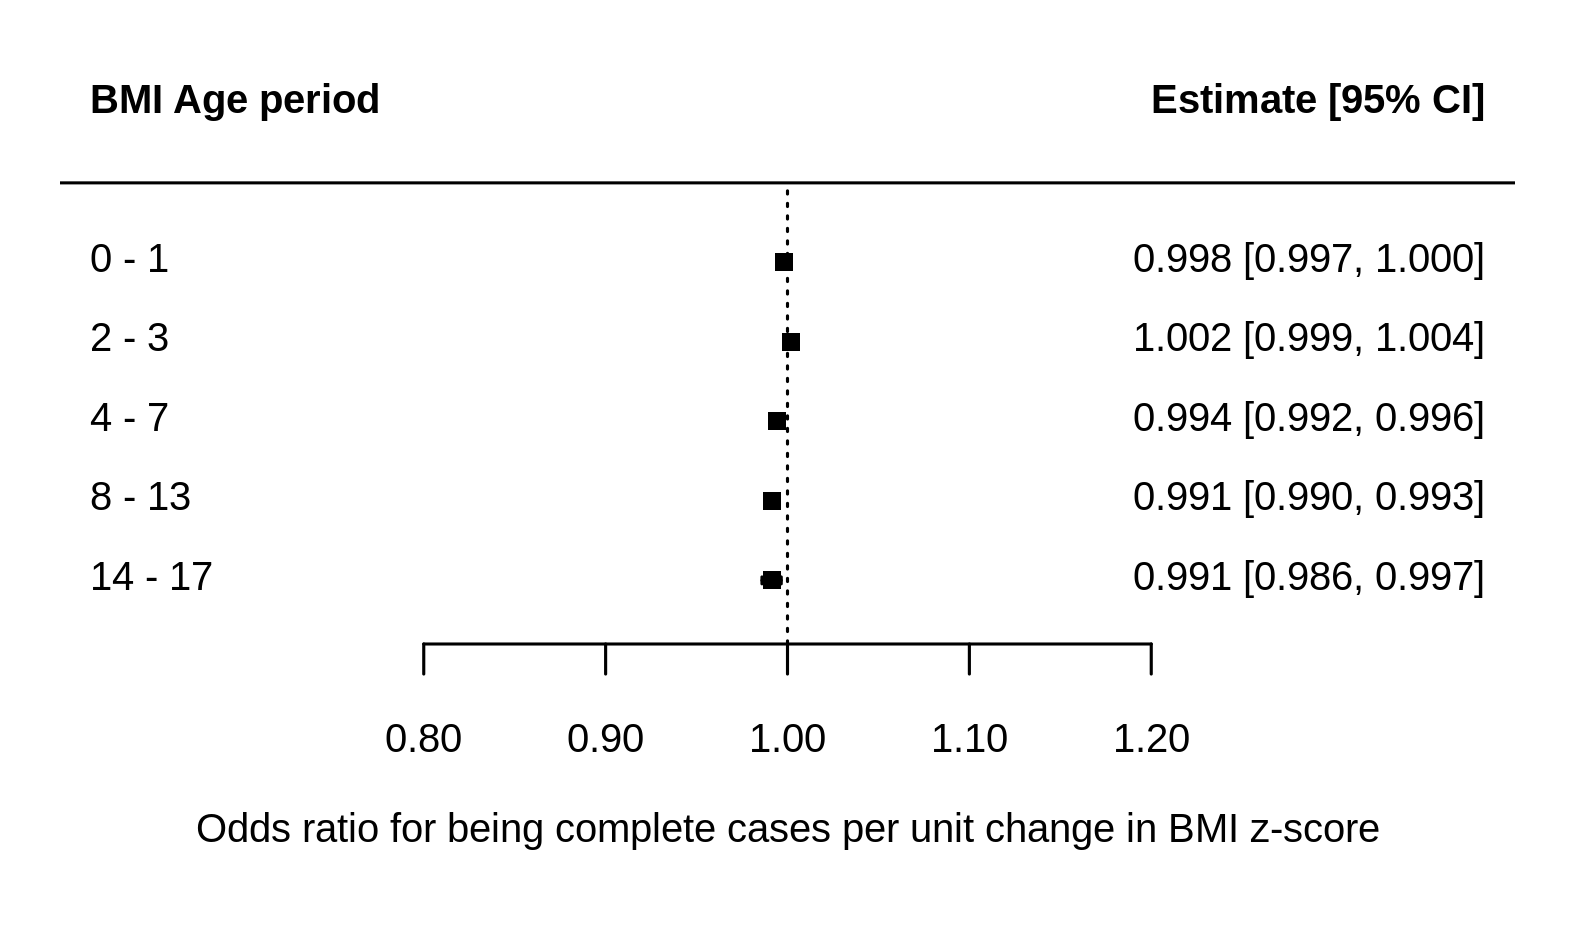 BMI Age period Estimate [95% CI]
0 - 1 0.998 [0.997, 1.000]
2 - 3 1.002 [0.999, 1.004]
4 - 7 0.994 [0.992, 0.996]
8 - 13 0.991 [0.990, 0.993]
14 - 17 0.991 [0.986, 0.997]
0.80 0.90 1.00 1.10 1.20
Odds ratio for being complete cases per unit change in BMI z-score